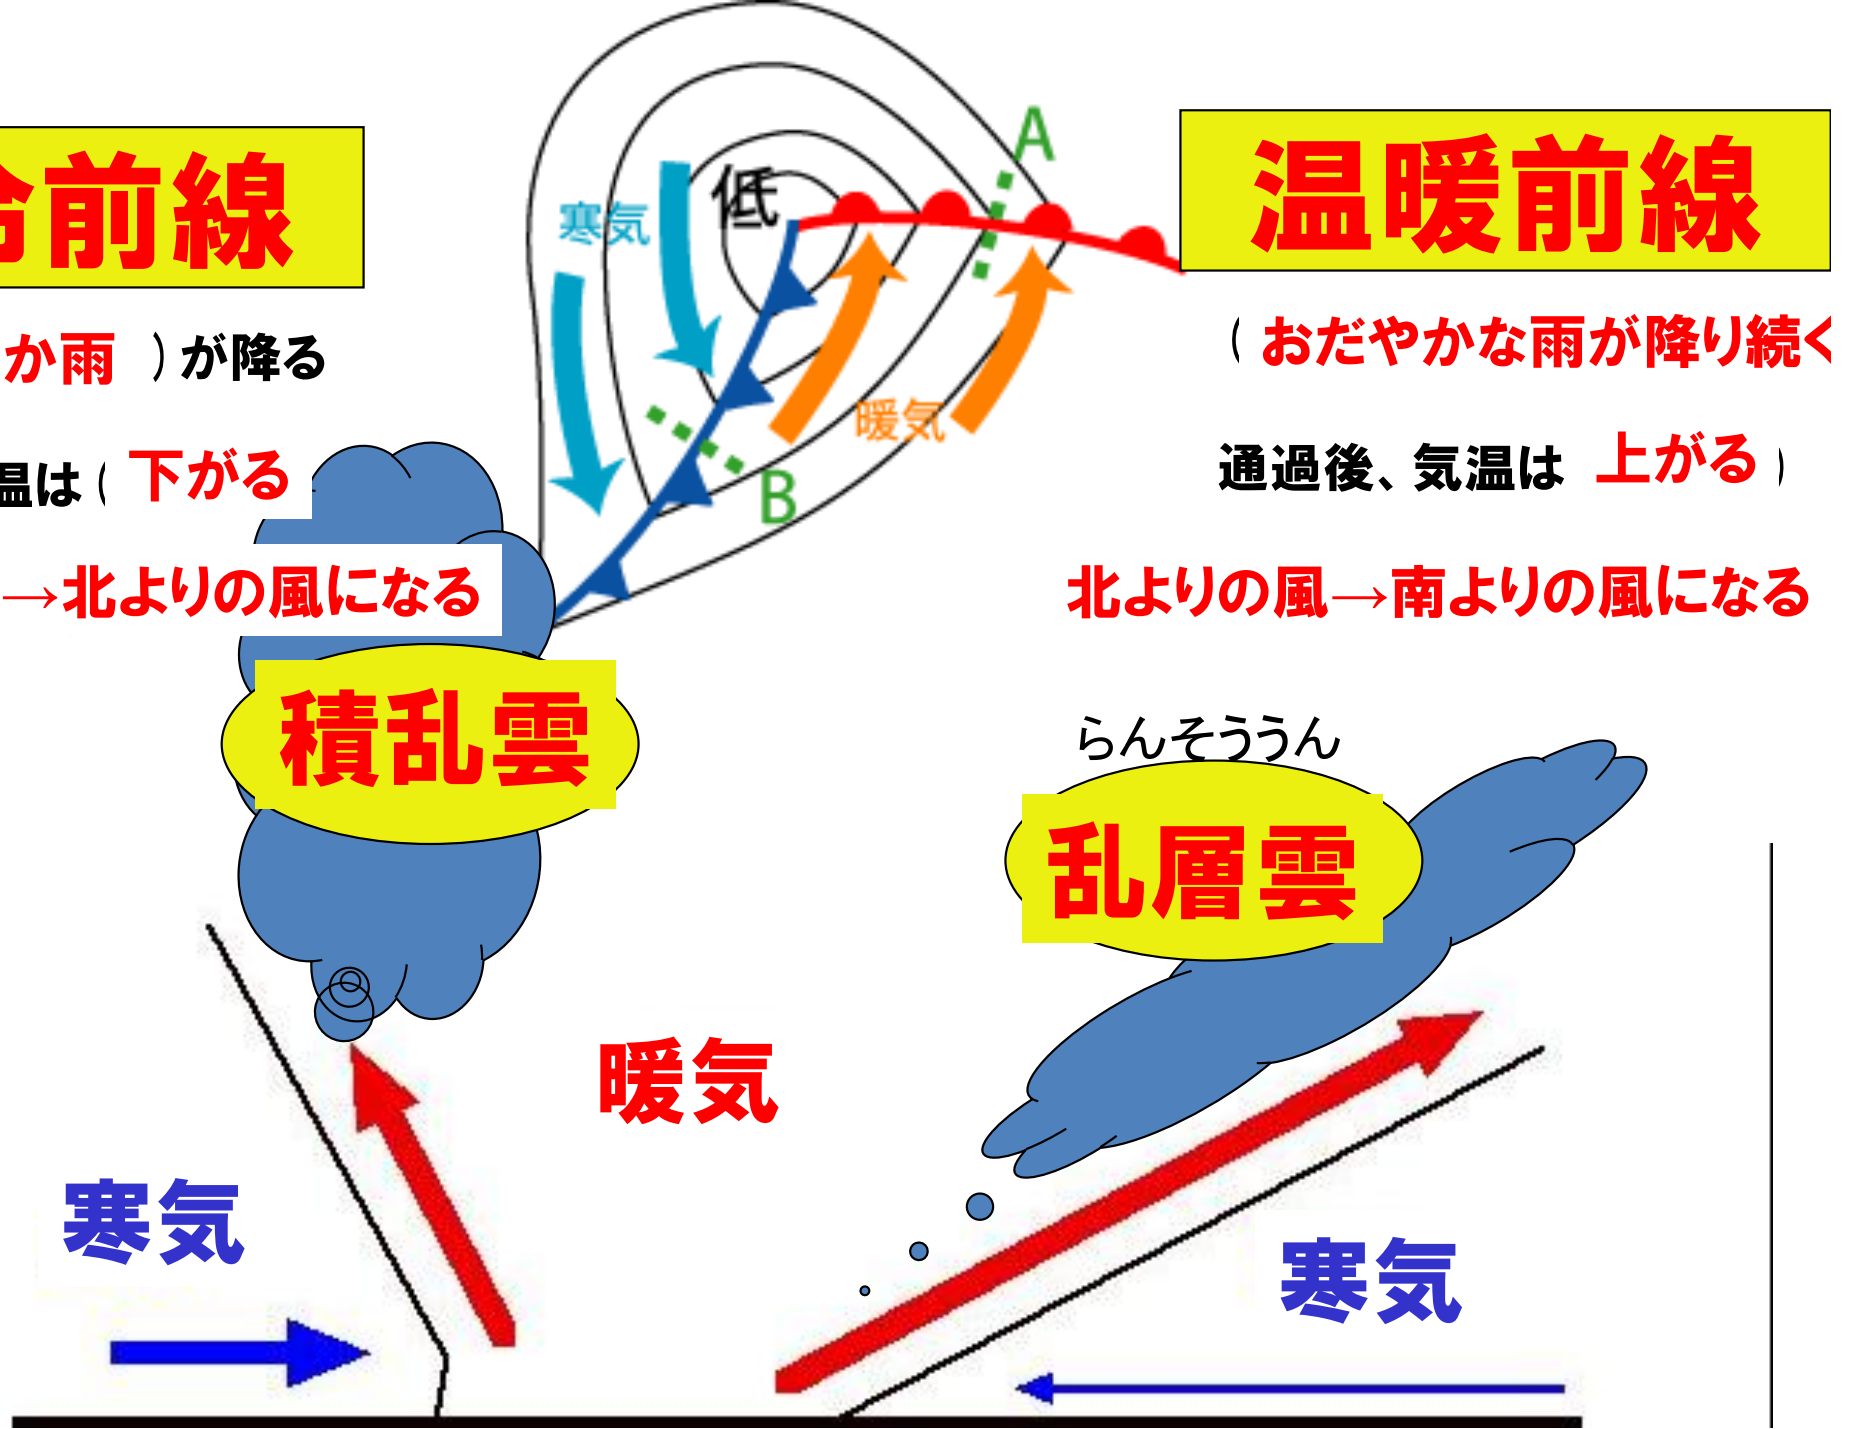 前線
か雨 ）が降る
温は（ 下がる
→北よりの風になる
積乱雲
低
寒気
暖気
A
B
温暖前線
（ おだやかな雨が降り続く
通過後、気温は 上がる ）
北よりの風→南よりの風になる
らんそううん
乱層雲
暖気
寒気
寒気